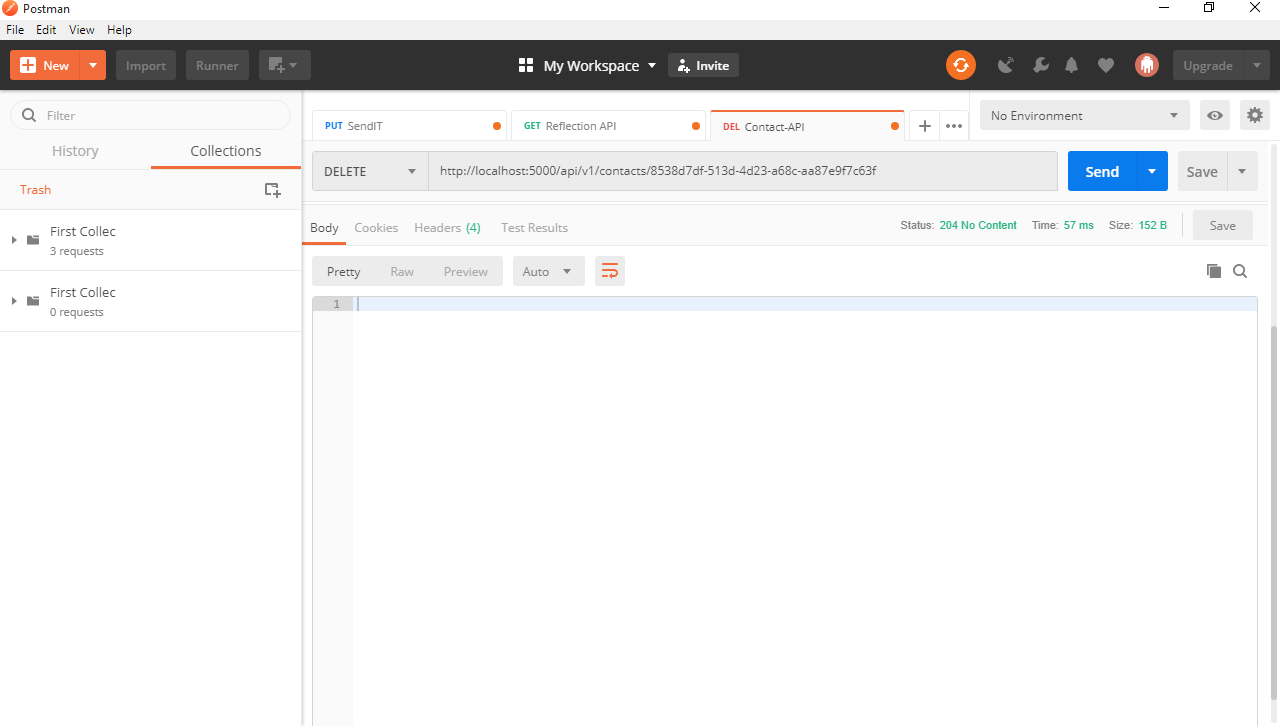 Postman
File Edit View Help
New Import Runner My Workspace Invite Upgrade
Filter
History Collections
Trash
First Collec
3 requests
First Collec
0 requests
PUT SendIT GET Reflection API DEL Contact-API No Environment
DELETE http://localhost:5000/api/v1/contacts/8538d7df-513d-4d23-a68c-aa87e9f7c63f Send Save
Body Cookies Headers (4) Test Results Status: 204 No Content Time: 57 ms Size: 152 B Save
Pretty Raw Preview Auto
1